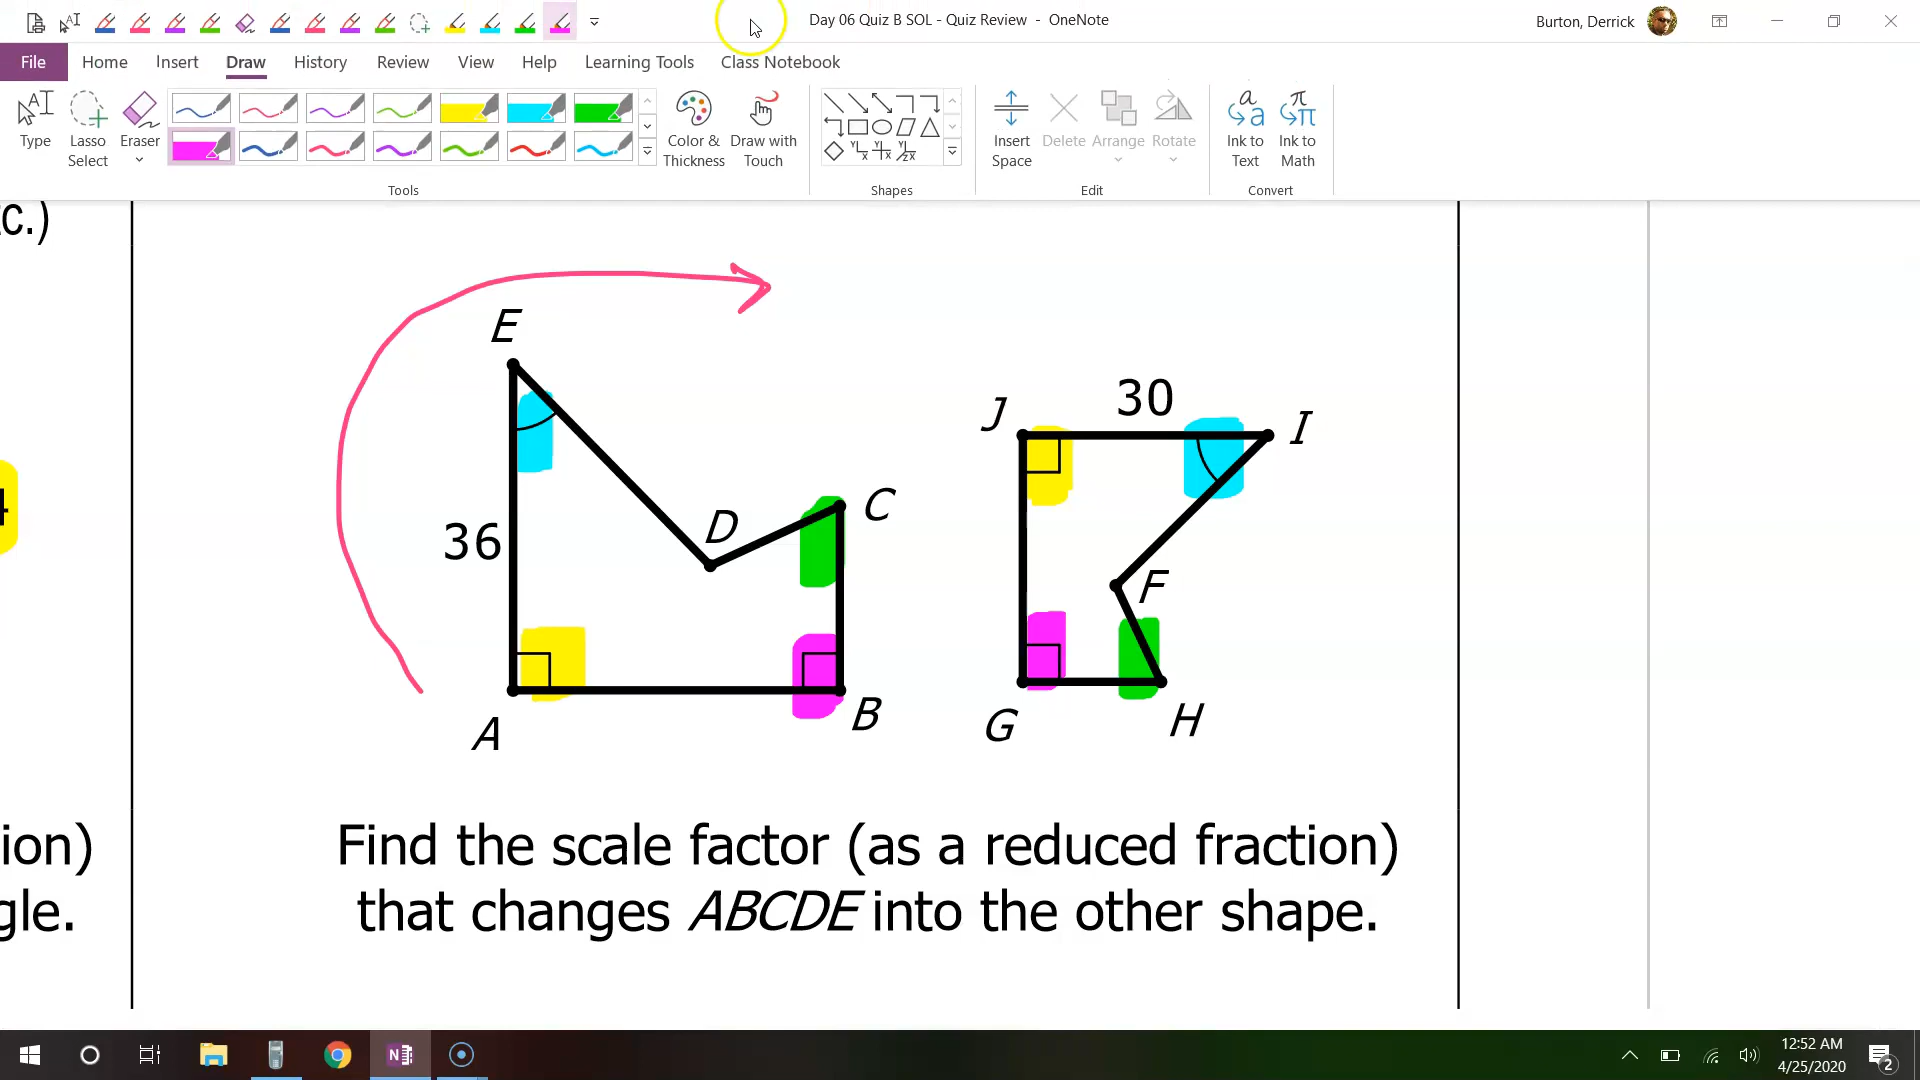 Day 06 Quiz B SOL - Quiz Review - OneNote
Burton, Derrick
File Home Insert Draw History Review View Help Learning Tools Class Notebook
Type
Lasso Select
Eraser
Color & Thickness
Draw with Touch
Insert Space
Delete
Arrange
Rotate
a a
Ink to Text
π π
Ink to Math
Tools
Shapes
Edit
Convert
tc.)
E
J
30
I
C
D
36
F
4
A
B
G
H
ion)
gle.
Find the scale factor (as a reduced fraction)
that changes ABCDE into the other shape.
12:52 AM
4/25/2020
2